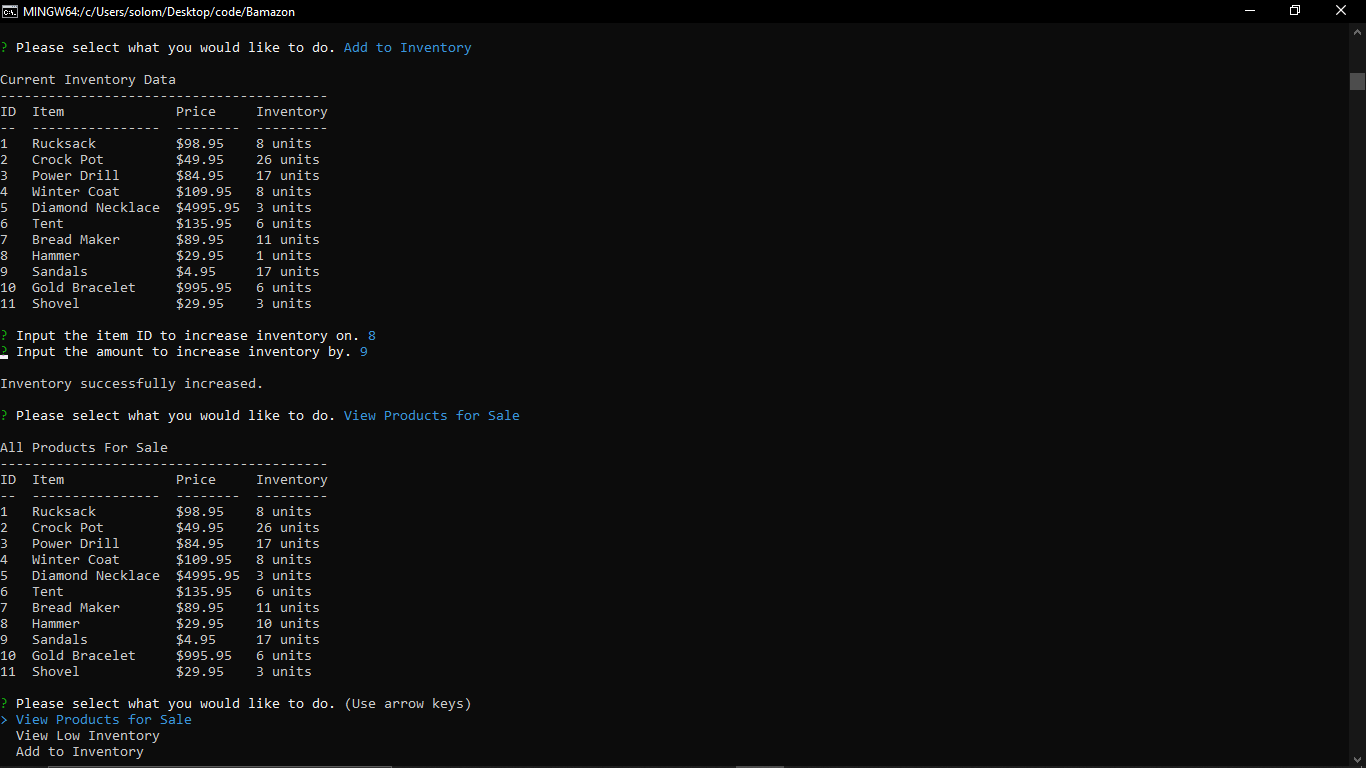 MINGW64:/c/Users/solom/Desktop/code/Bamazon
? Please select what you would like to do. Add to Inventory
Current Inventory Data
-----------------------------------------
ID  Item              Price     Inventory
--  ----------------  --------  ---------
1   Rucksack          $98.95    8 units
2   Crock Pot         $49.95    26 units
3   Power Drill       $84.95    17 units
4   Winter Coat       $109.95   8 units
5   Diamond Necklace  $4995.95  3 units
6   Tent              $135.95   6 units
7   Bread Maker       $89.95    11 units
8   Hammer            $29.95    1 units
9   Sandals           $4.95     17 units
10  Gold Bracelet     $995.95   6 units
11  Shovel            $29.95    3 units
? Input the item ID to increase inventory on. 8
? Input the amount to increase inventory by. 9
Inventory successfully increased.
? Please select what you would like to do. View Products for Sale
All Products For Sale
-----------------------------------------
ID  Item              Price     Inventory
--  ----------------  --------  ---------
1   Rucksack          $98.95    8 units
2   Crock Pot         $49.95    26 units
3   Power Drill       $84.95    17 units
4   Winter Coat       $109.95   8 units
5   Diamond Necklace  $4995.95  3 units
6   Tent              $135.95   6 units
7   Bread Maker       $89.95    11 units
8   Hammer            $29.95    10 units
9   Sandals           $4.95     17 units
10  Gold Bracelet     $995.95   6 units
11  Shovel            $29.95    3 units
? Please select what you would like to do. (Use arrow keys)
> View Products for Sale
  View Low Inventory
  Add to Inventory